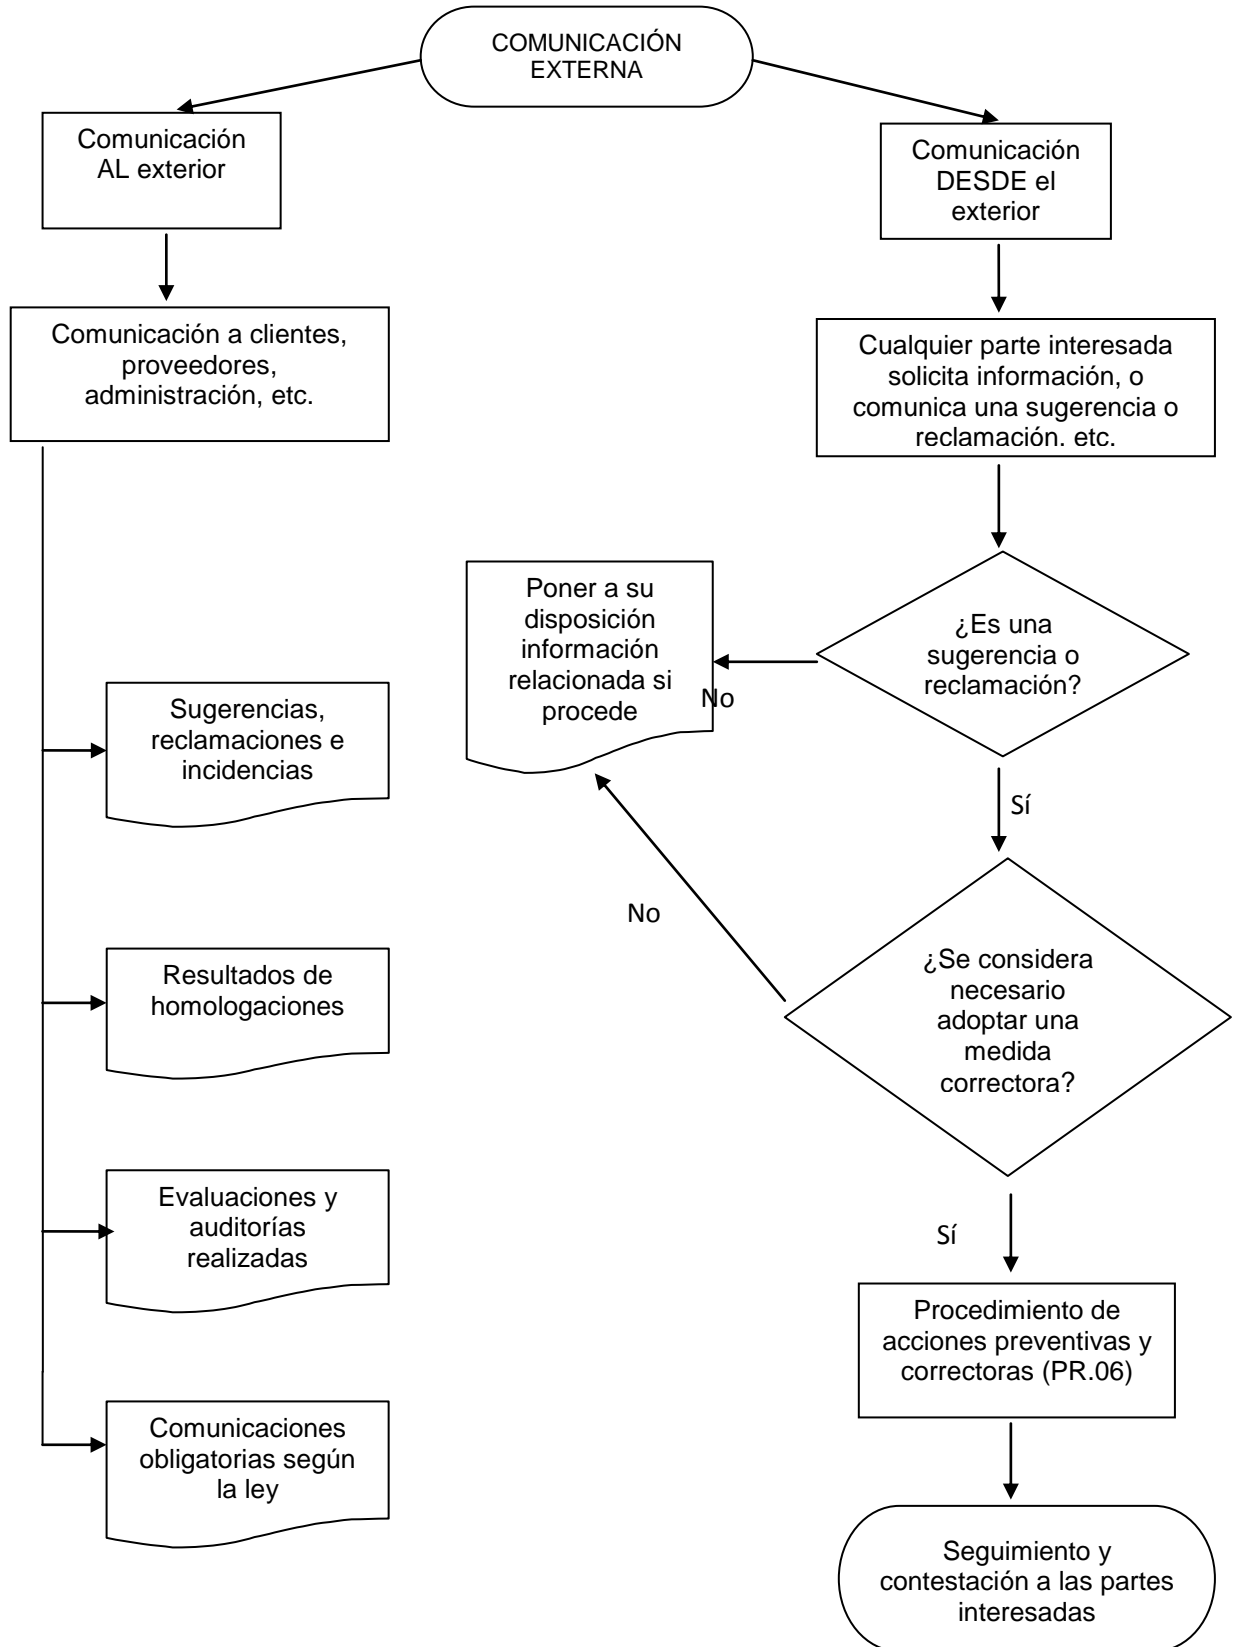 COMUNICACIÓN
EXTERNA
Comunicación
AL exterior
Comunicación
DESDE el
exterior
Comunicación a clientes,
proveedores,
administración, etc.
Cualquier parte interesada
solicita información, o
comunica una sugerencia o
reclamación. etc.
Poner a su
disposición
información
relacionada si
procede
No
¿Es una
sugerencia o
reclamación?
Sugerencias,
reclamaciones e
incidencias
Sí
No
¿Se considera
necesario
adoptar una
medida
correctora?
Resultados de
homologaciones
Evaluaciones y
auditorías
realizadas
Sí
Procedimiento de
acciones preventivas y
correctoras (PR.06)
Comunicaciones
obligatorias según
la ley
Seguimiento y
contestación a las partes
interesadas